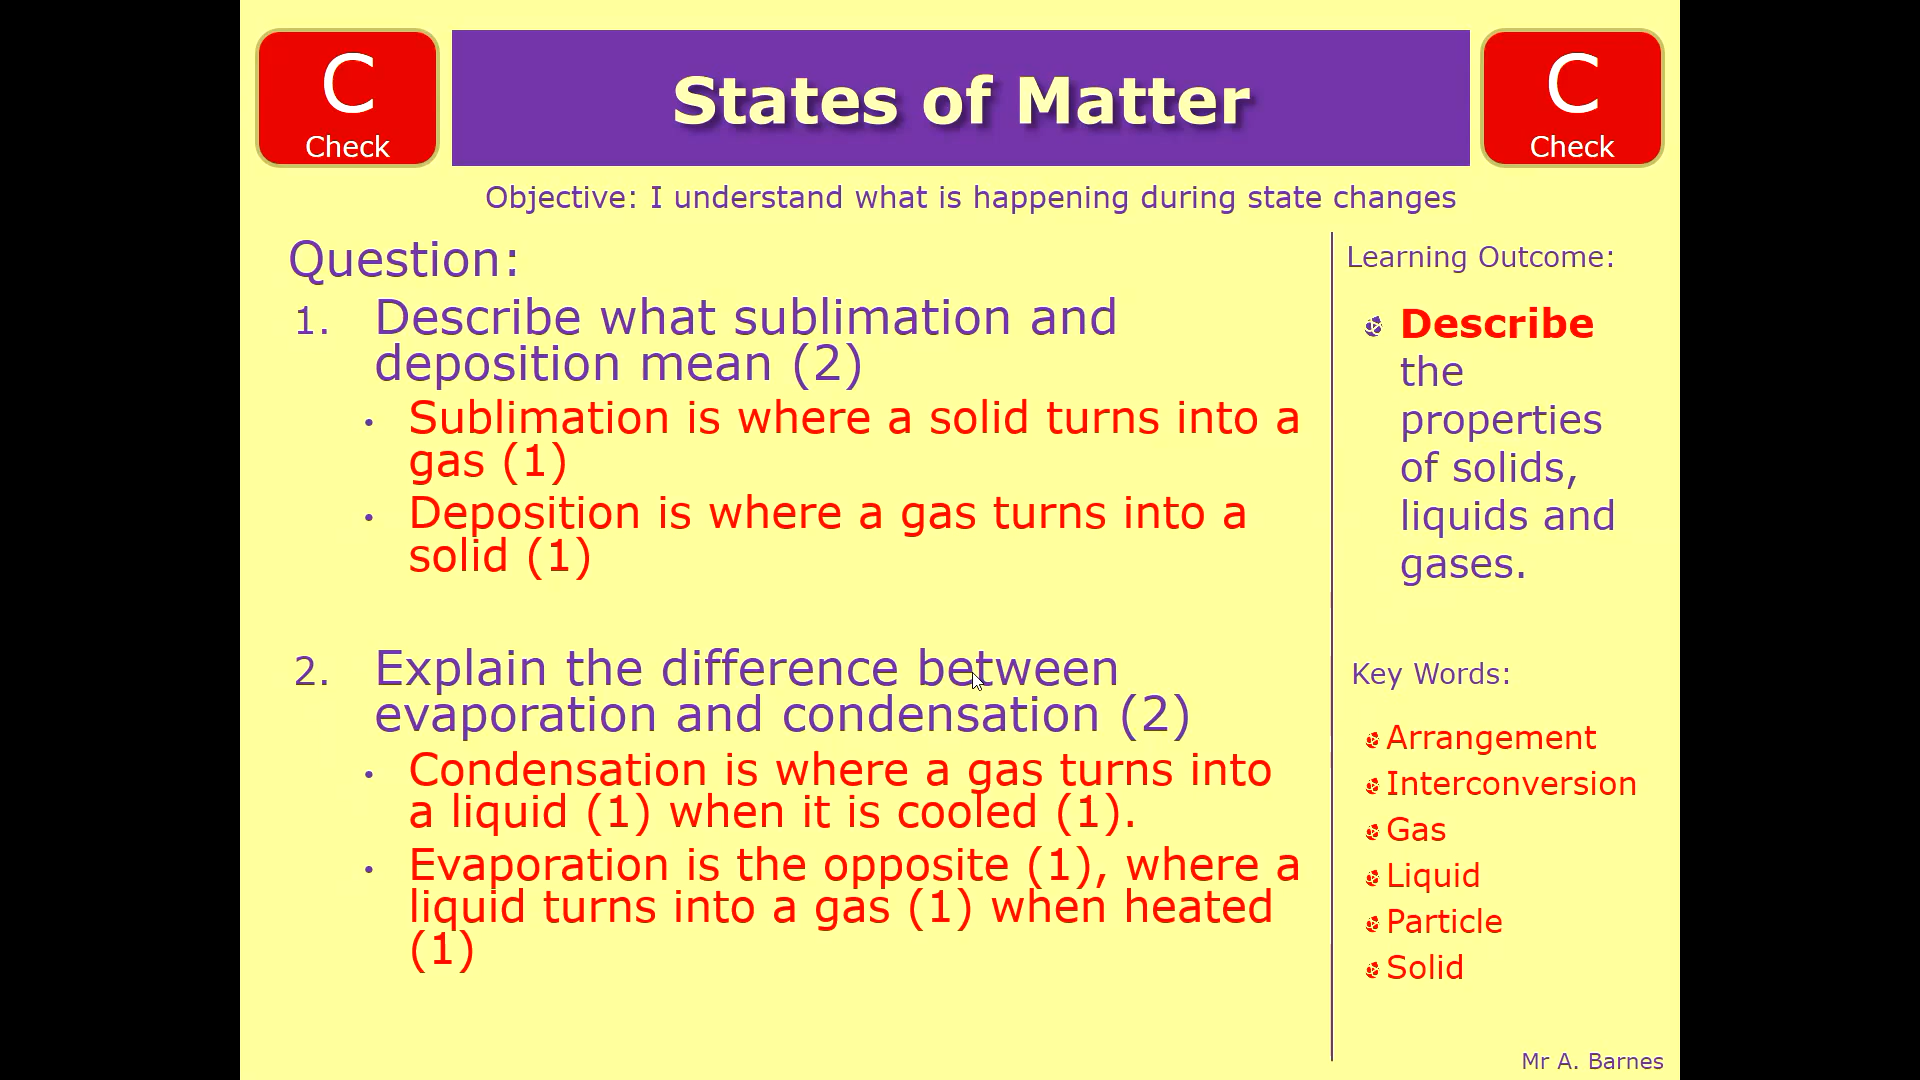 C
Check
States of Matter
C
Check
Objective: I understand what is happening during state changes
Question:
1. Describe what sublimation and
deposition mean (2)
• Sublimation is where a solid turns into a
gas (1)
• Deposition is where a gas turns into a
solid (1)
2. Explain the difference between
evaporation and condensation (2)
• Condensation is where a gas turns into
a liquid (1) when it is cooled (1).
• Evaporation is the opposite (1), where a
liquid turns into a gas (1) when heated
(1)
Learning Outcome:
Describe
the
properties
of solids,
liquids and
gases.
Key Words:
Arrangement
Interconversion
Gas
Liquid
Particle
Solid
Mr A. Barnes